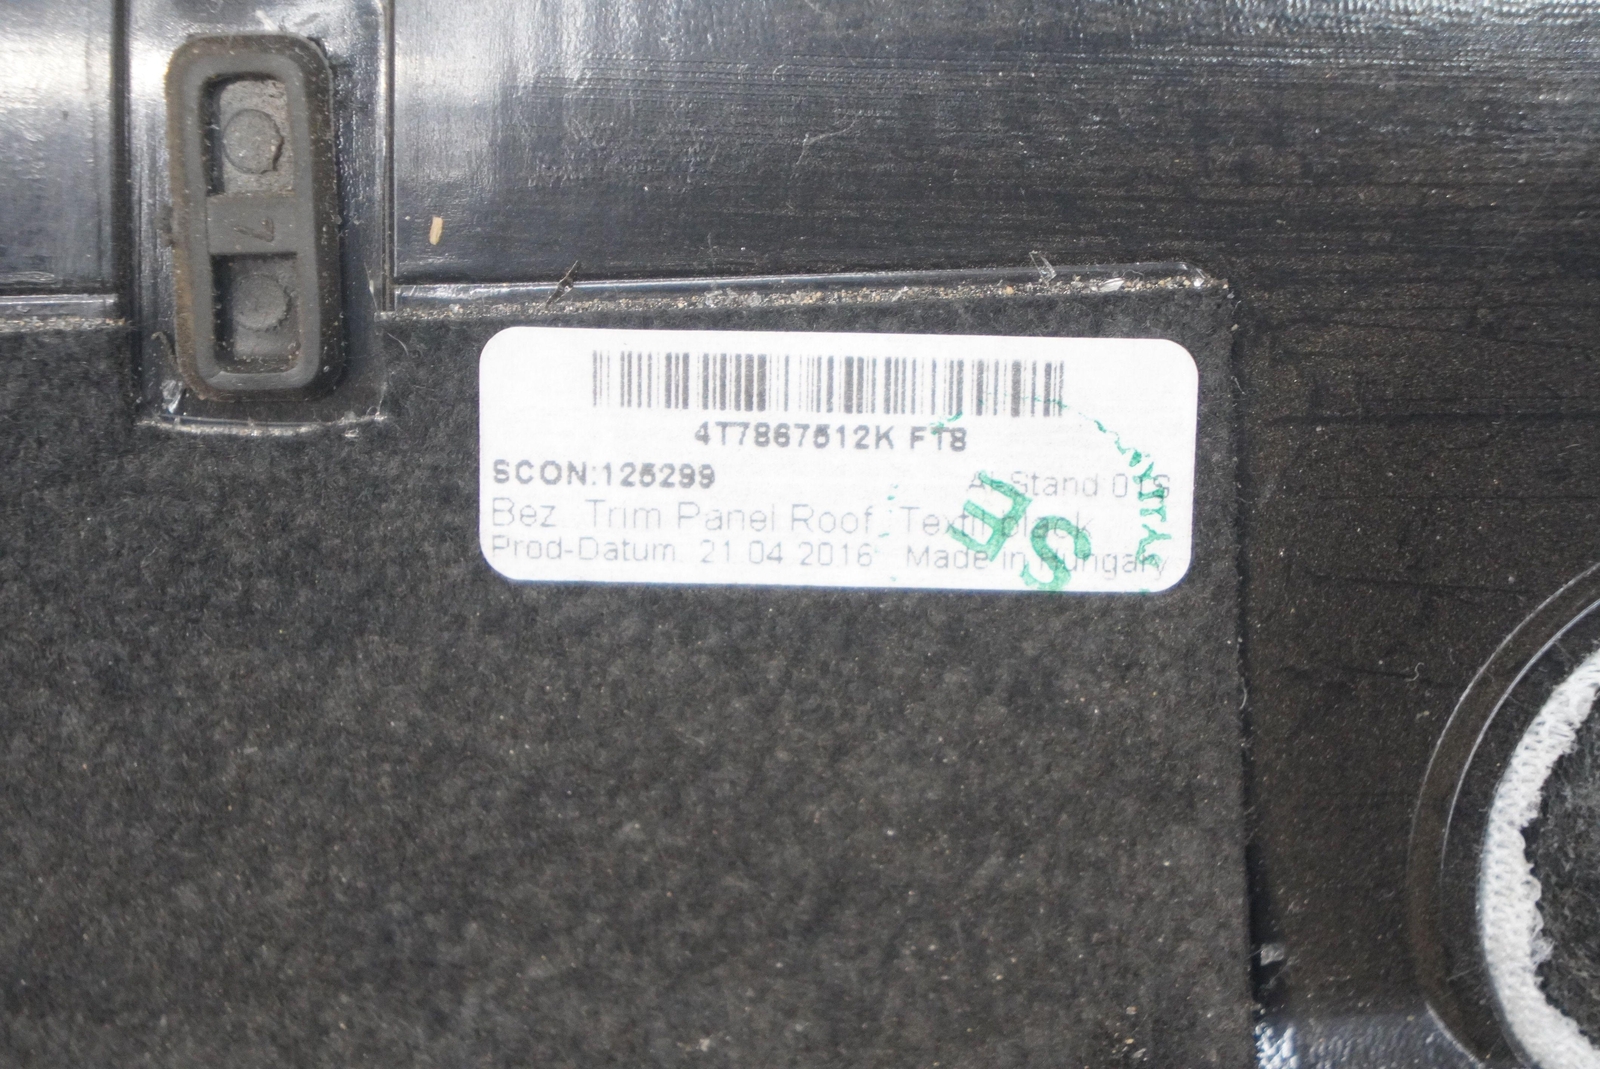 7
4T7867512K FT8
SCON:125299
Stand
Bez. Trim Panel Roof, Textil black
Prod-Datum 21.04.2016 Made in Hungary
SE